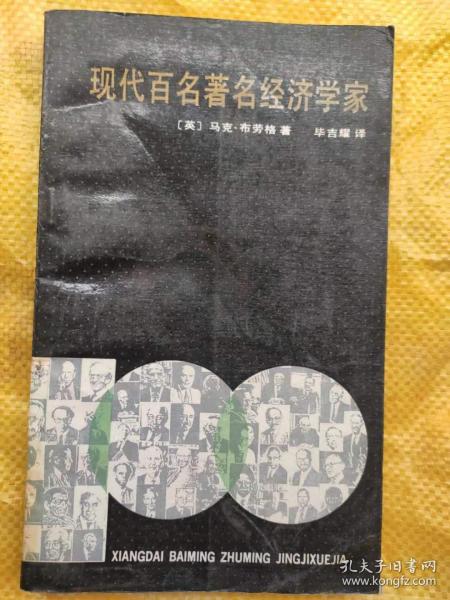 现代百名著名经济学家
〔英〕马克·布劳格 著 毕吉耀 译
XIANGDAI BAIMING ZHUMING JINGJIXUEJIA
孔夫子旧书网
www.kongfz.com